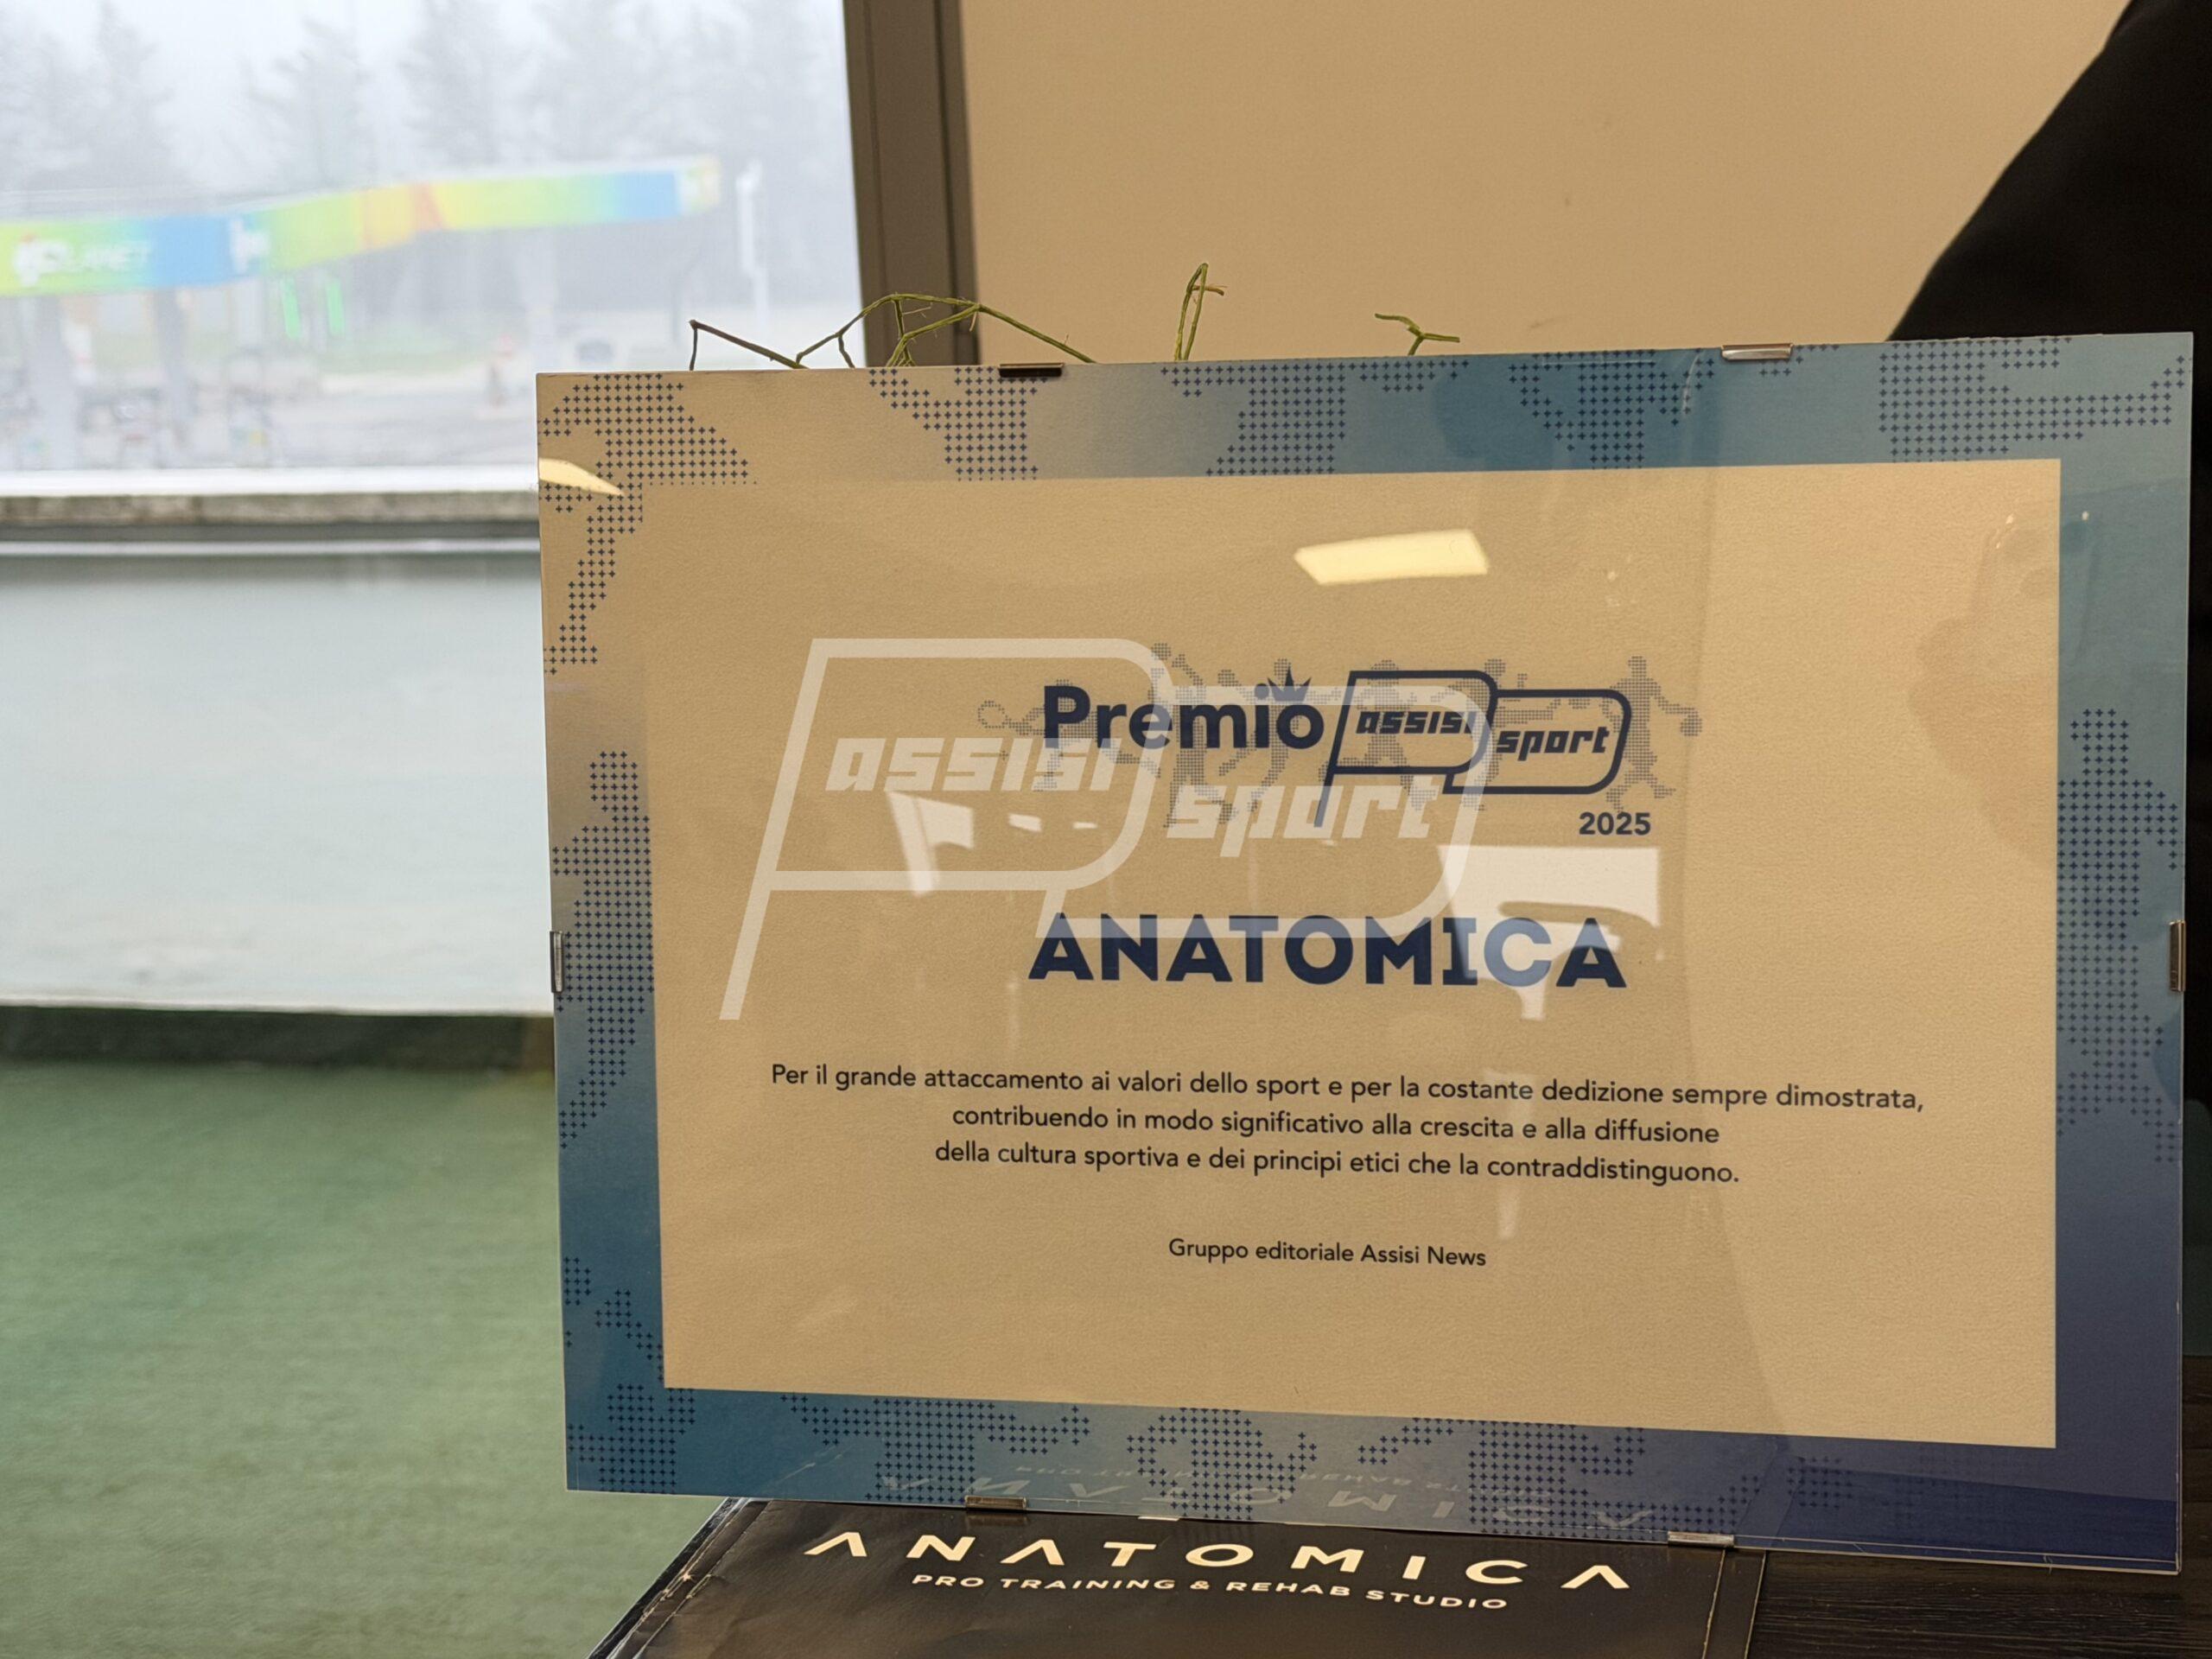 Premio assisi sport
2025
assisi
sport
ANATOMICA
Per il grande attaccamento ai valori dello sport e per la costante dedizione sempre dimostrata,
contribuendo in modo significativo alla crescita e alla diffusione
della cultura sportiva e dei principi etici che la contraddistinguono.
Gruppo editoriale Assisi News
ANATOMICA
PRO TRAINING & REHAB STUDIO